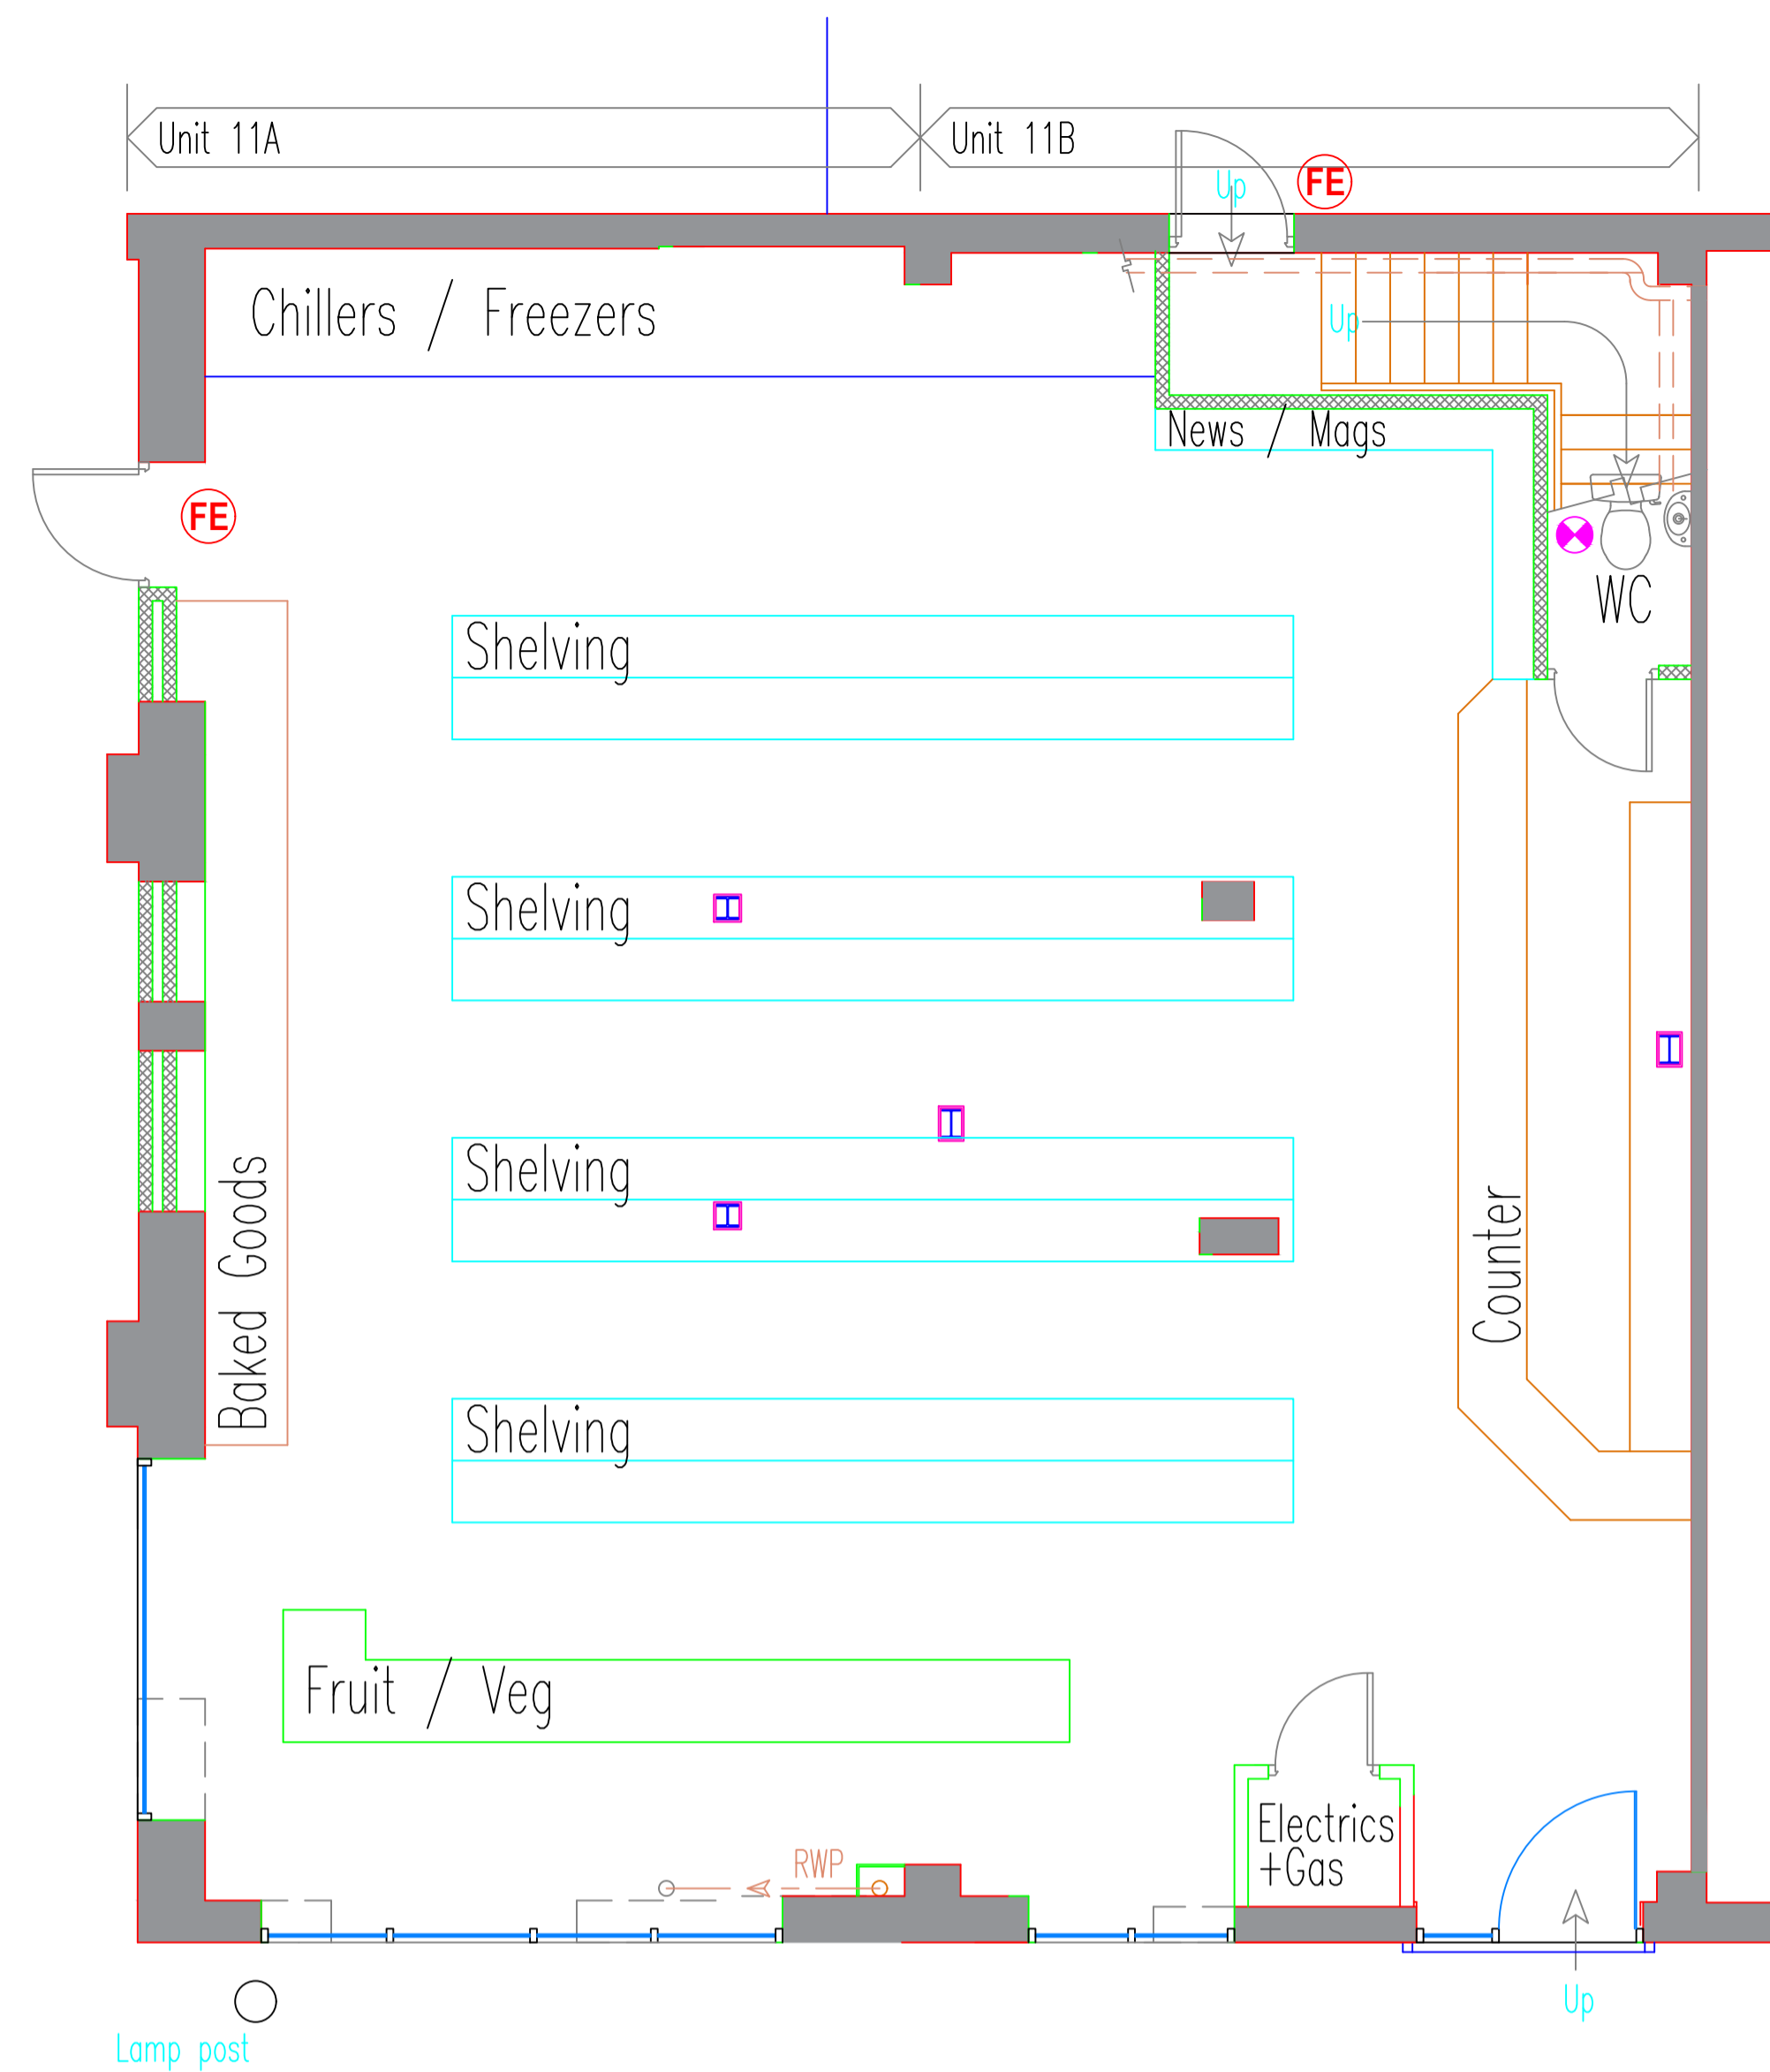 Unit 11A
Unit 11B
Up
FE
Chillers / Freezers
Up
News / Mags
FE
WC
Shelving
Shelving
Shelving
Baked Goods
Counter
Shelving
Fruit / Veg
Electrics
+Gas
RWP
Up
Lamp post